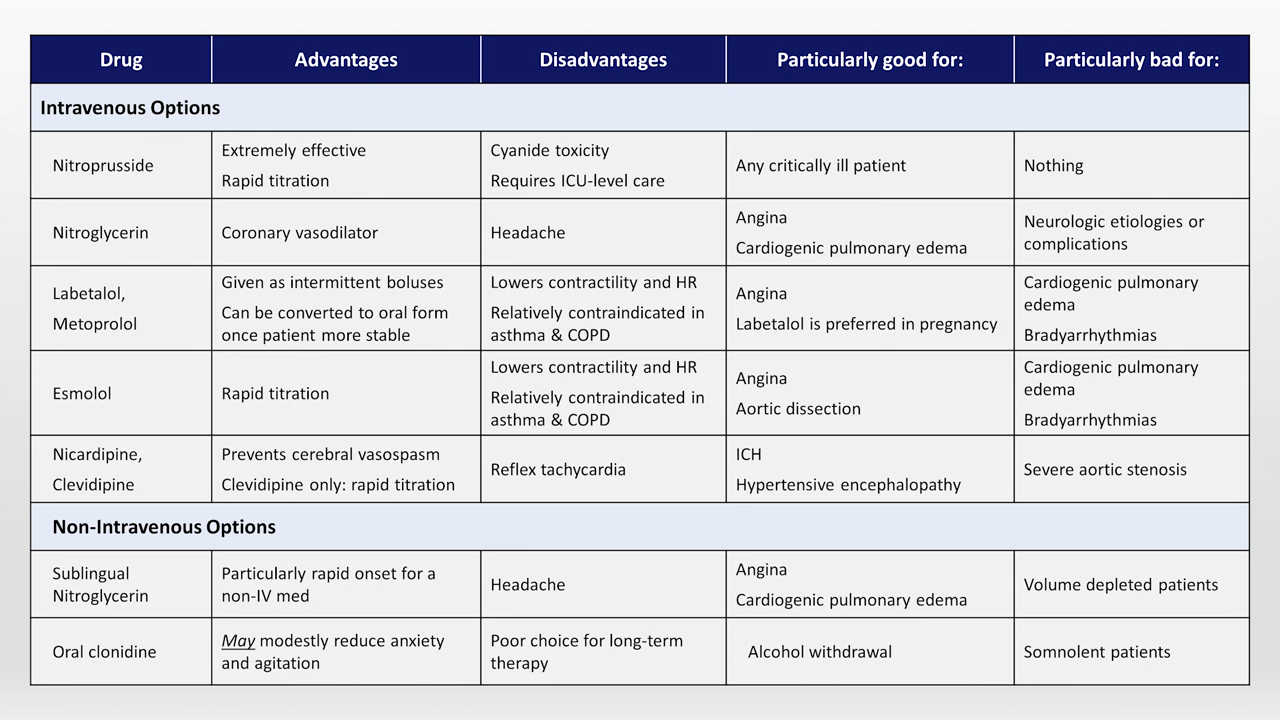 Drug Advantages Disadvantages Particularly good for: Particularly bad for:
Intravenous Options
Nitroprusside
Extremely effective
Rapid titration
Cyanide toxicity
Requires ICU-level care
Any critically ill patient
Nothing
Nitroglycerin
Coronary vasodilator
Headache
Angina
Cardiogenic pulmonary edema
Neurologic etiologies or
complications
Labetalol,
Metoprolol
Given as intermittent boluses
Can be converted to oral form
once patient more stable
Lowers contractility and HR
Relatively contraindicated in
asthma & COPD
Angina
Labetalol is preferred in pregnancy
Cardiogenic pulmonary
edema
Bradyarrhythmias
Esmolol
Rapid titration
Lowers contractility and HR
Relatively contraindicated in
asthma & COPD
Angina
Aortic dissection
Cardiogenic pulmonary
edema
Bradyarrhythmias
Nicardipine,
Clevidipine
Prevents cerebral vasospasm
Clevidipine only: rapid titration
Reflex tachycardia
ICH
Hypertensive encephalopathy
Severe aortic stenosis
Non-Intravenous Options
Sublingual
Nitroglycerin
Particularly rapid onset for a
non-IV med
Headache
Angina
Cardiogenic pulmonary edema
Volume depleted patients
Oral clonidine
May modestly reduce anxiety
and agitation
Poor choice for long-term
therapy
Alcohol withdrawal
Somnolent patients